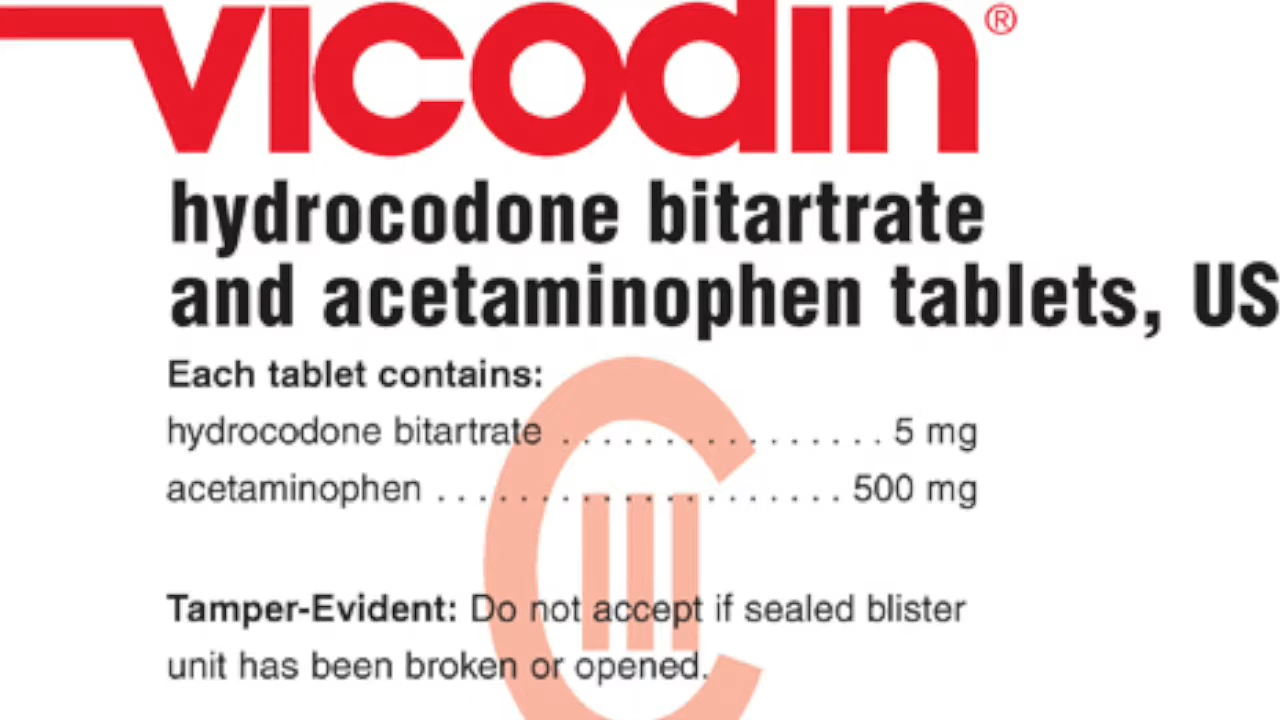 vicodin®
hydrocodone bitartrate
and acetaminophen tablets, US
Each tablet contains:
hydrocodone bitartrate . . . . . . . . . . . . . . . . 5 mg
acetaminophen . . . . . . . . . . . . . . . . . . . . 500 mg
CIII
Tamper-Evident: Do not accept if sealed blister
unit has been broken or opened.